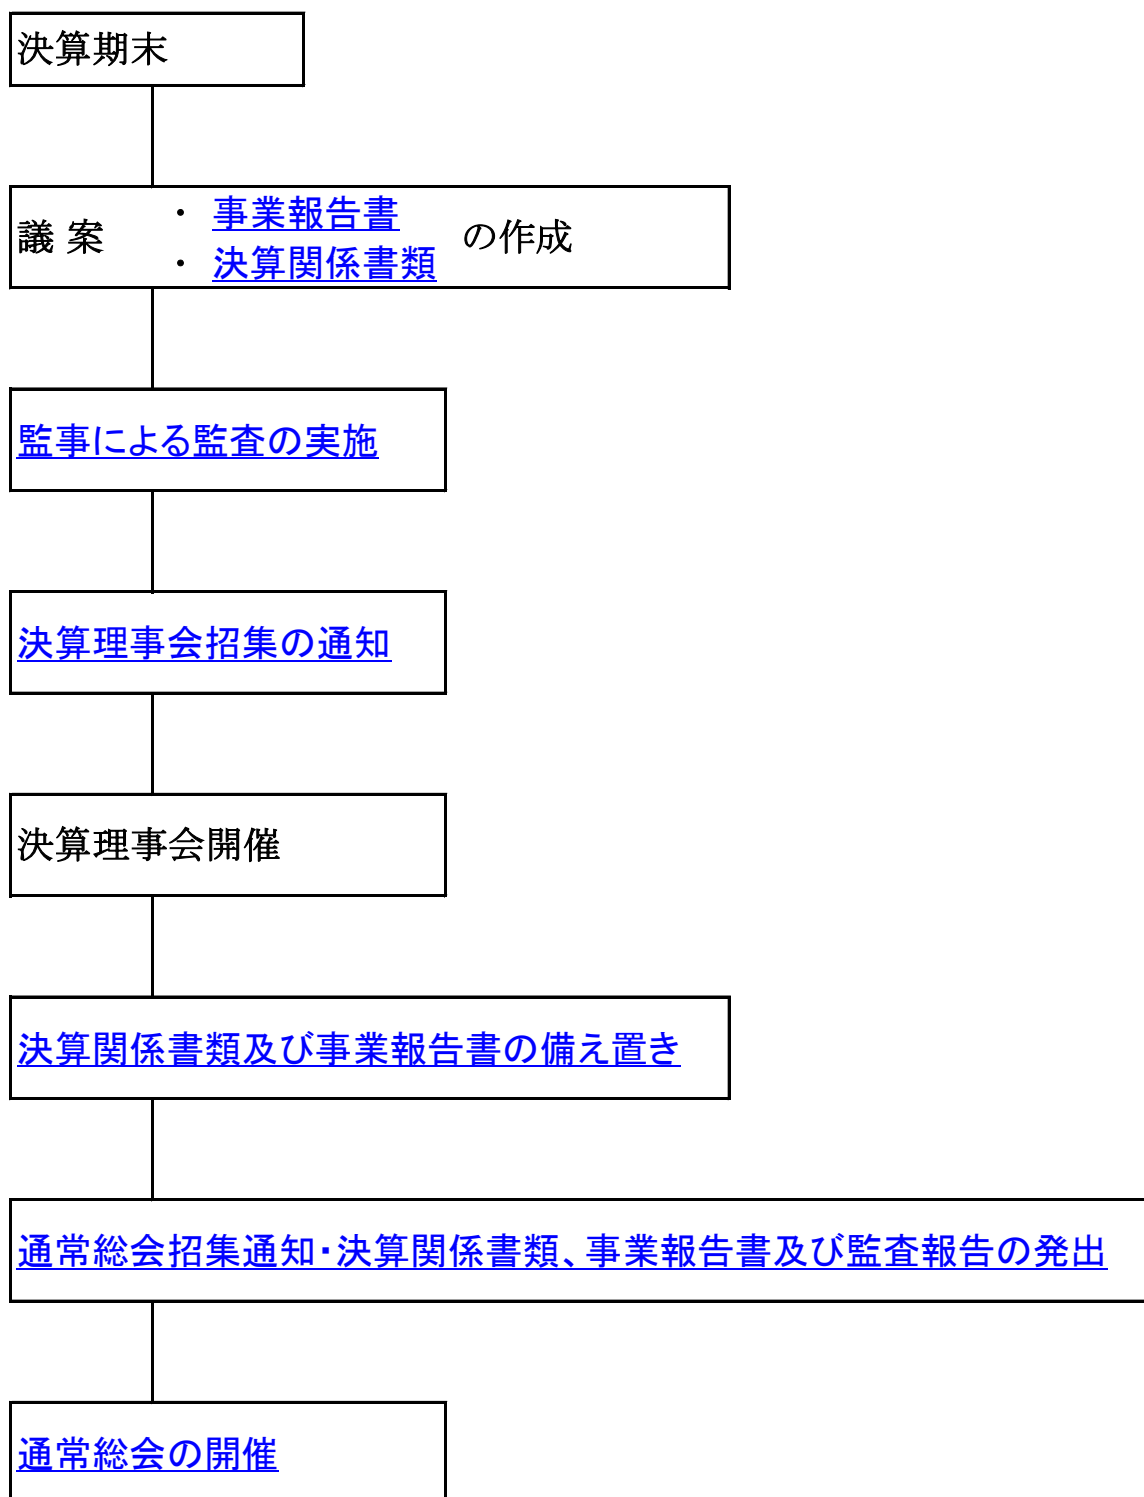 決算期末
議 案
・ 事業報告書
・ 決算関係書類
の作成
監事による監査の実施
決算理事会招集の通知
決算理事会開催
決算関係書類及び事業報告書の備え置き
通常総会招集通知・決算関係書類、事業報告書及び監査報告の発出
通常総会の開催